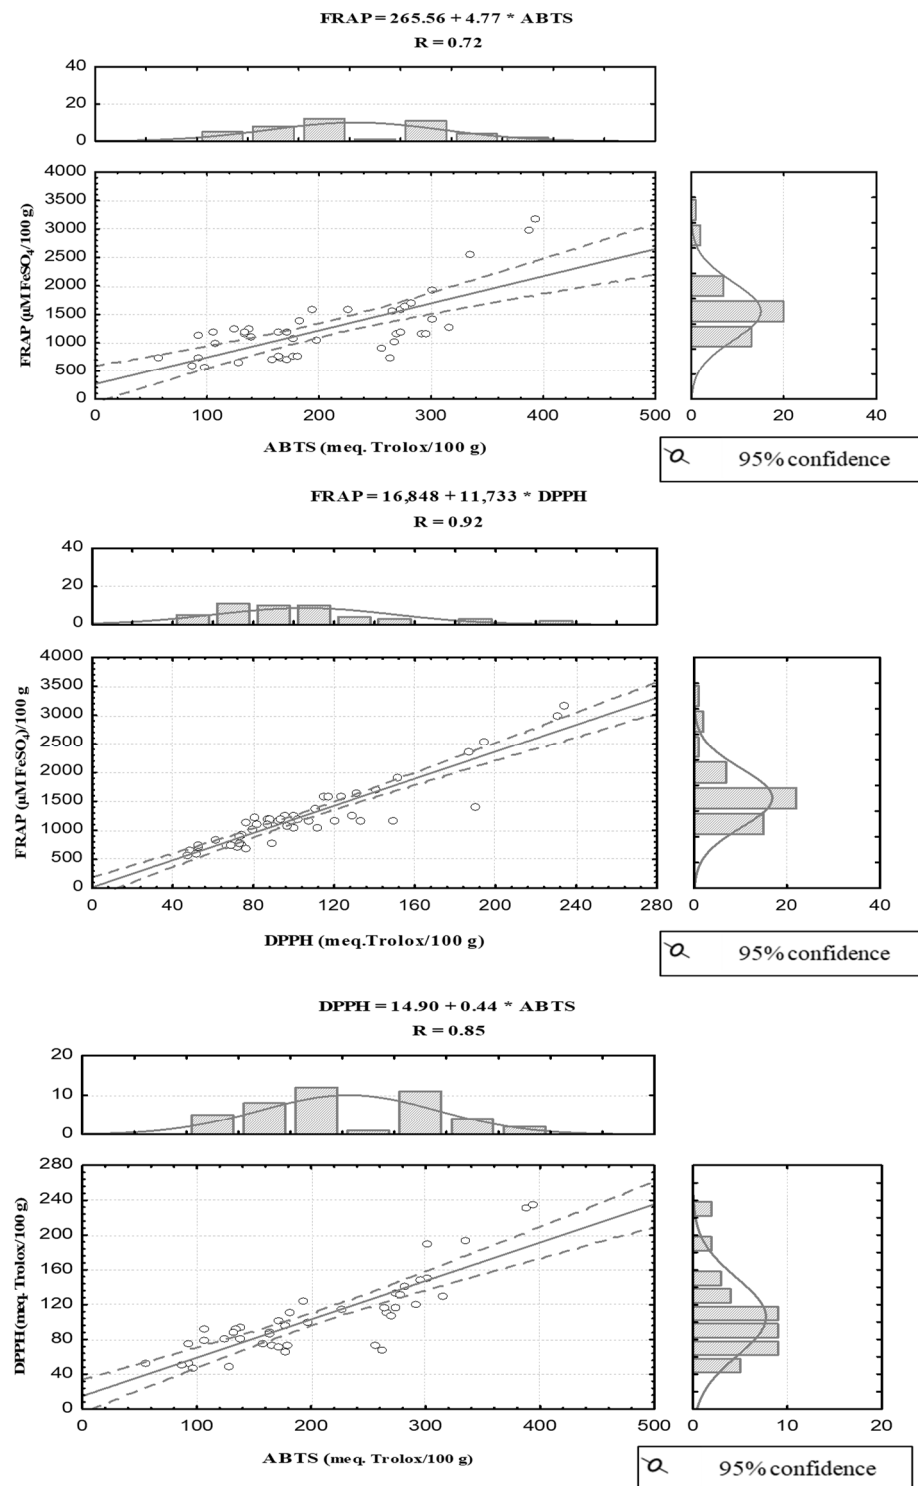 FRAP = 265.56 + 4.77 * ABTS
R = 0.72
40
20
0
4000
3500
3000
2500
2000
1500
1000
500
0
FRAP (μM FeSO₄/100 g)
0 100 200 300 400 500
ABTS (meq. Trolox/100 g)
0 20 40
95% confidence
FRAP = 16,848 + 11,733 * DPPH
R = 0.92
40
20
0
4000
3500
3000
2500
2000
1500
1000
500
0
FRAP (μM FeSO4)/100 g
0 40 80 120 160 200 240 280
DPPH (meq.Trolox/100 g)
0 20 40
95% confidence
DPPH = 14.90 + 0.44 * ABTS
R = 0.85
20
10
0
280
240
200
160
120
80
40
0
DPPH(meq. Trolox/100 g)
0 100 200 300 400 500
ABTS (meq. Trolox/100 g)
0 10 20
95% confidence